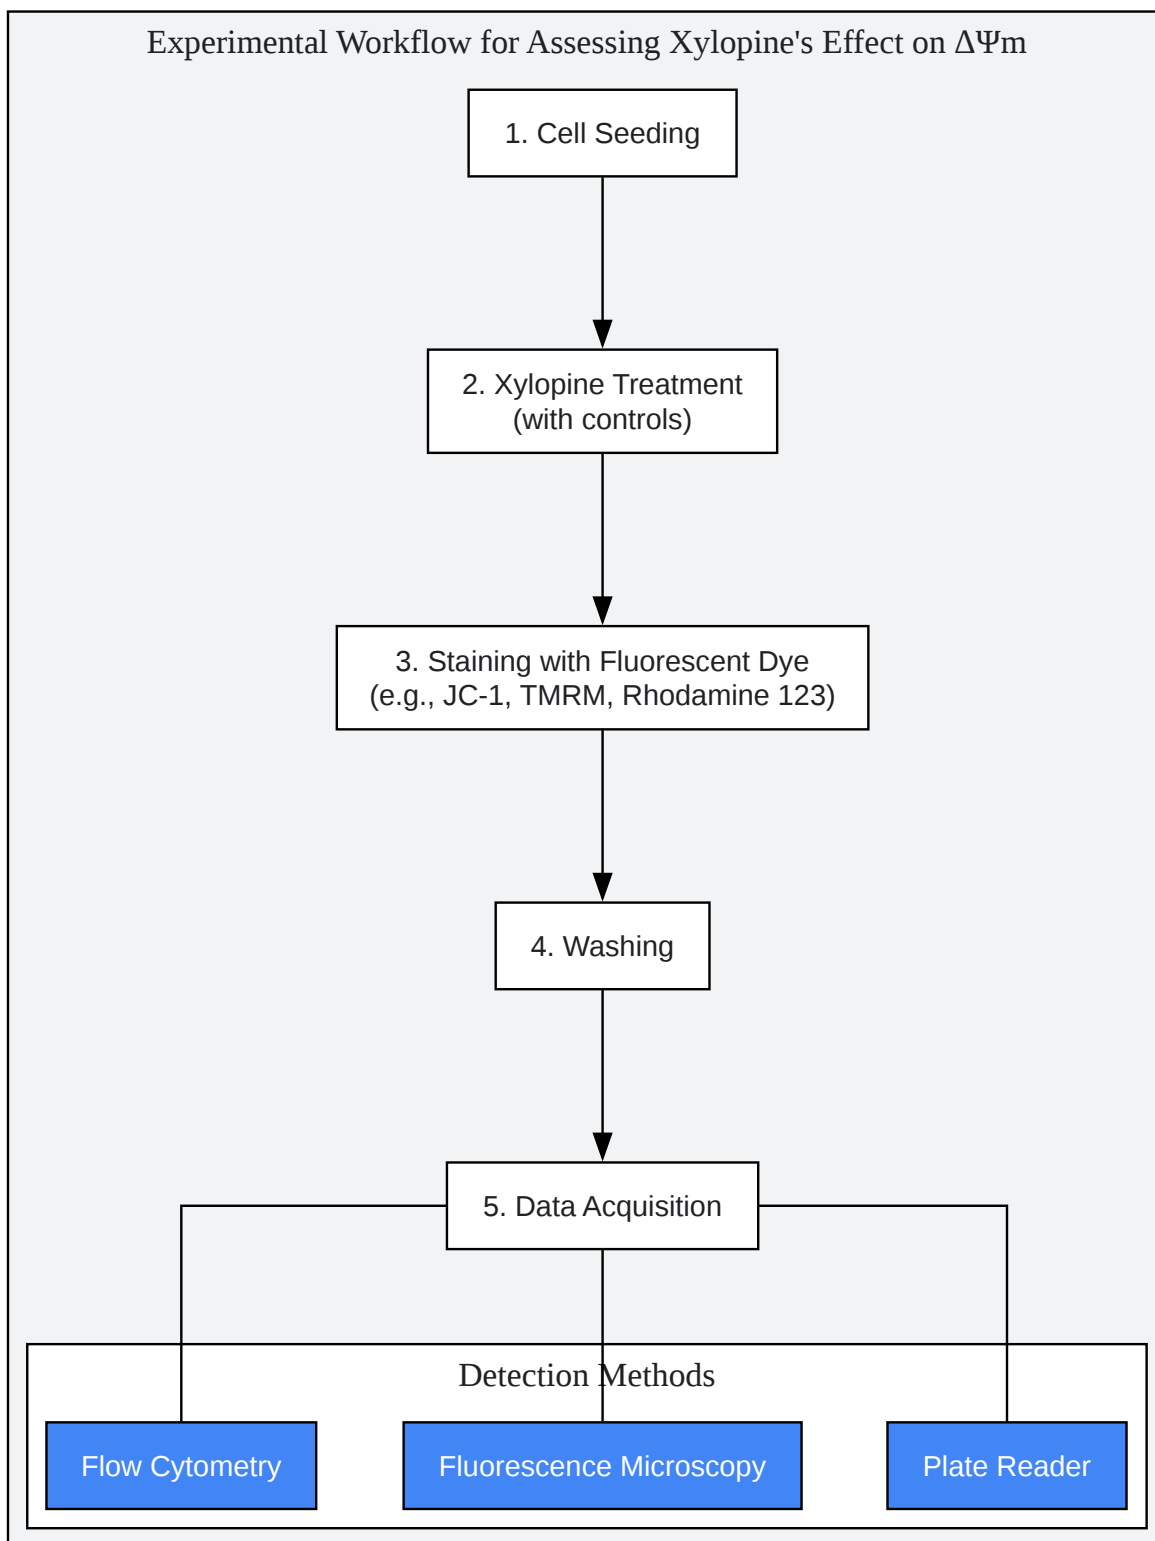 Experimental Workflow for Assessing Xylopine's Effect on ΔΨm
1. Cell Seeding
2. Xylopine Treatment
(with controls)
3. Staining with Fluorescent Dye
(e.g., JC-1, TMRM, Rhodamine 123)
4. Washing
5. Data Acquisition
Detection Methods
Flow Cytometry
Fluorescence Microscopy
Plate Reader